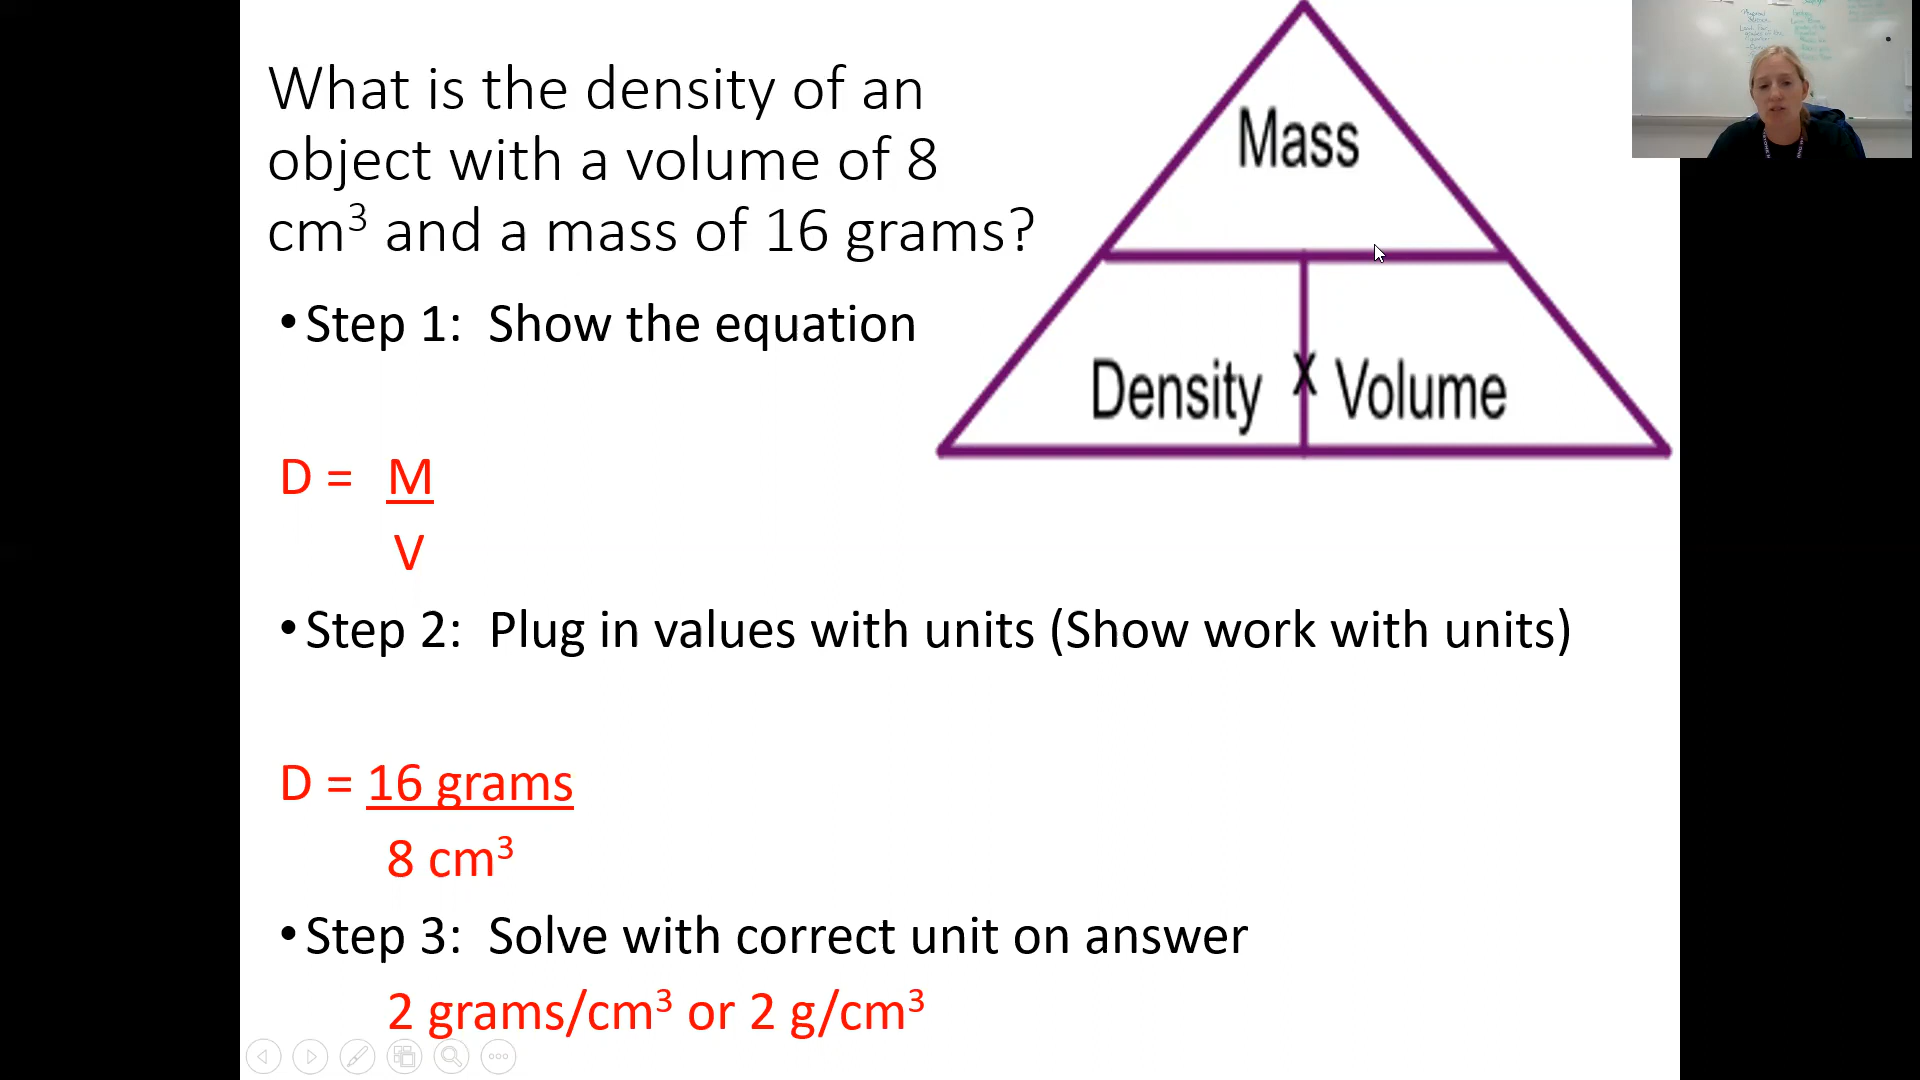 What is the density of an
object with a volume of 8
cm³ and a mass of 16 grams?
Mass
Density x Volume
• Step 1:  Show the equation
D =  M
V
• Step 2:  Plug in values with units (Show work with units)
D = 16 grams
8 cm³
• Step 3:  Solve with correct unit on answer
2 grams/cm³ or 2 g/cm³